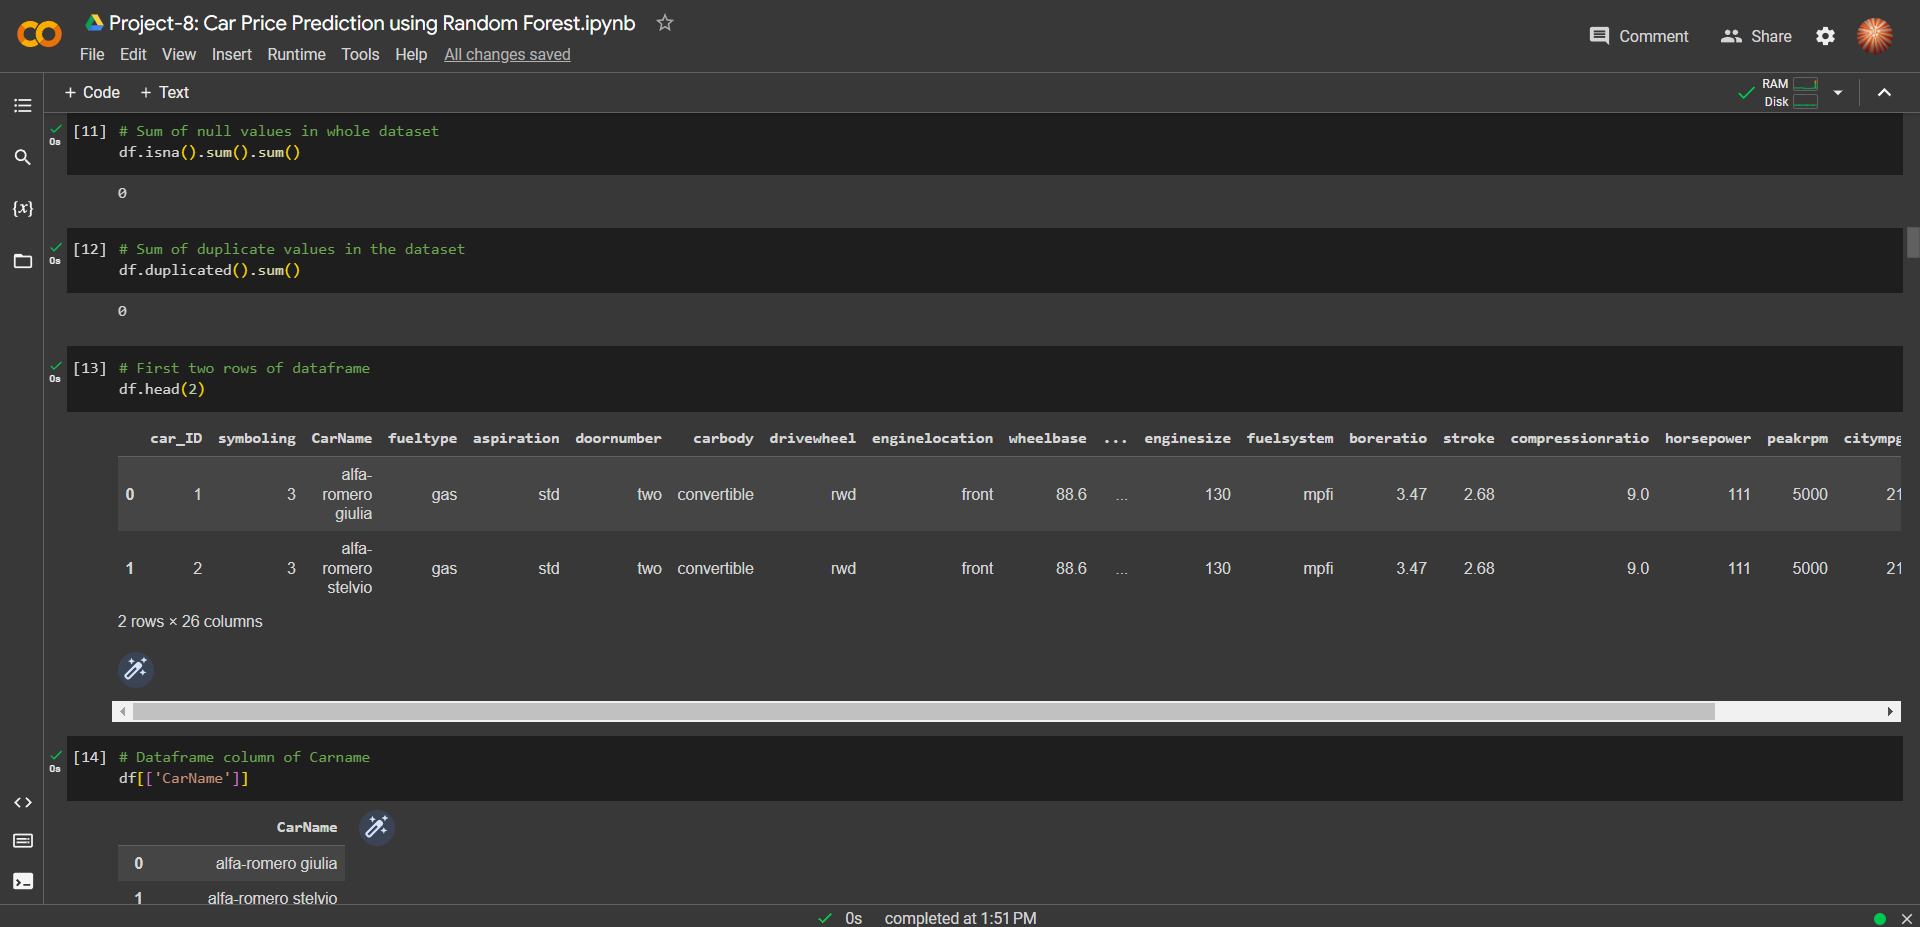 Project-8: Car Price Prediction using Random Forest.ipynb
File Edit View Insert Runtime Tools Help All changes saved
Comment Share
+ Code + Text
RAM
Disk
0s [11] # Sum of null values in whole dataset
df.isna().sum().sum()
0
0s [12] # Sum of duplicate values in the dataset
df.duplicated().sum()
0
0s [13] # First two rows of dataframe
df.head(2)
car_ID symboling CarName fueltype aspiration doornumber carbody drivewheel enginelocation wheelbase ... enginesize fuelsystem boreratio stroke compressionratio horsepower peakrpm citympg
0 1 3 alfa-romero giulia gas std two convertible rwd front 88.6 ... 130 mpfi 3.47 2.68 9.0 111 5000 21
1 2 3 alfa-romero stelvio gas std two convertible rwd front 88.6 ... 130 mpfi 3.47 2.68 9.0 111 5000 21
2 rows × 26 columns
0s [14] # Dataframe column of Carname
df[['CarName']]
CarName
0 alfa-romero giulia
1 alfa-romero stelvio
0s completed at 1:51 PM